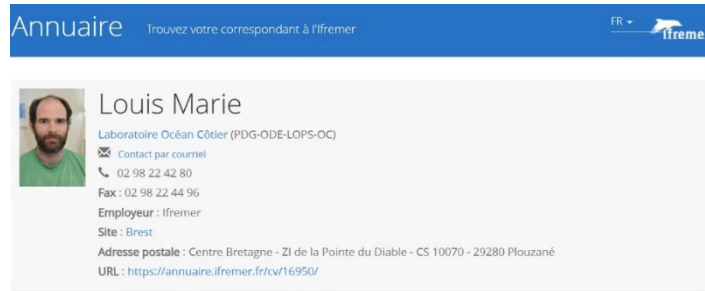 Annuaire Trouvez votre correspondant à l'Ifremer FR
Ifreme
Louis Marie
Laboratoire Océan Côtier (PDG-ODE-LOPS-OC)
Contact par courriel
02 98 22 42 80
Fax : 02 98 22 44 96
Employeur : Ifremer
Site : Brest
Adresse postale : Centre Bretagne - ZI de la Pointe du Diable - CS 10070 - 29280 Plouzané
URL : https://annuaire.ifremer.fr/cv/16950/